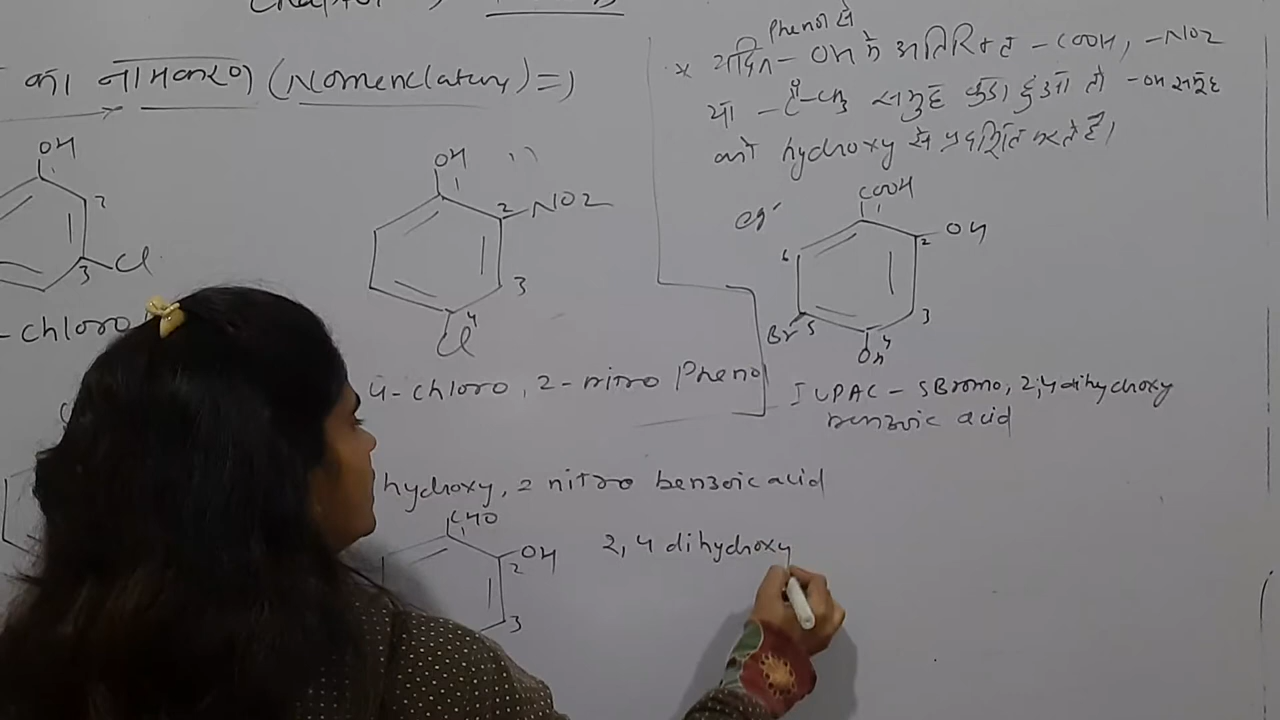 का नामकरण (Nomenclature) =)
OH
2
3 Cl
-chloro
OH
1
2 NO2
3
4
Cl
4-chloro, 2-nitro Phenol
* यदि Phenol से -OH के अतिरिक्त -COOH, -NO2
या -C-CH3 समूह जुडा हुआ तो -OH समूह
को hydroxy से प्रदर्शित करते हैं।
eg
COOH
1
2 OH
3
4
OH
Br 5
6
IUPAC - 5Bromo, 2,4dihydroxy
benzoic acid
hydroxy, 2 nitro benzoic acid
CHO
1
2 OH
3
2, 4 dihydroxy